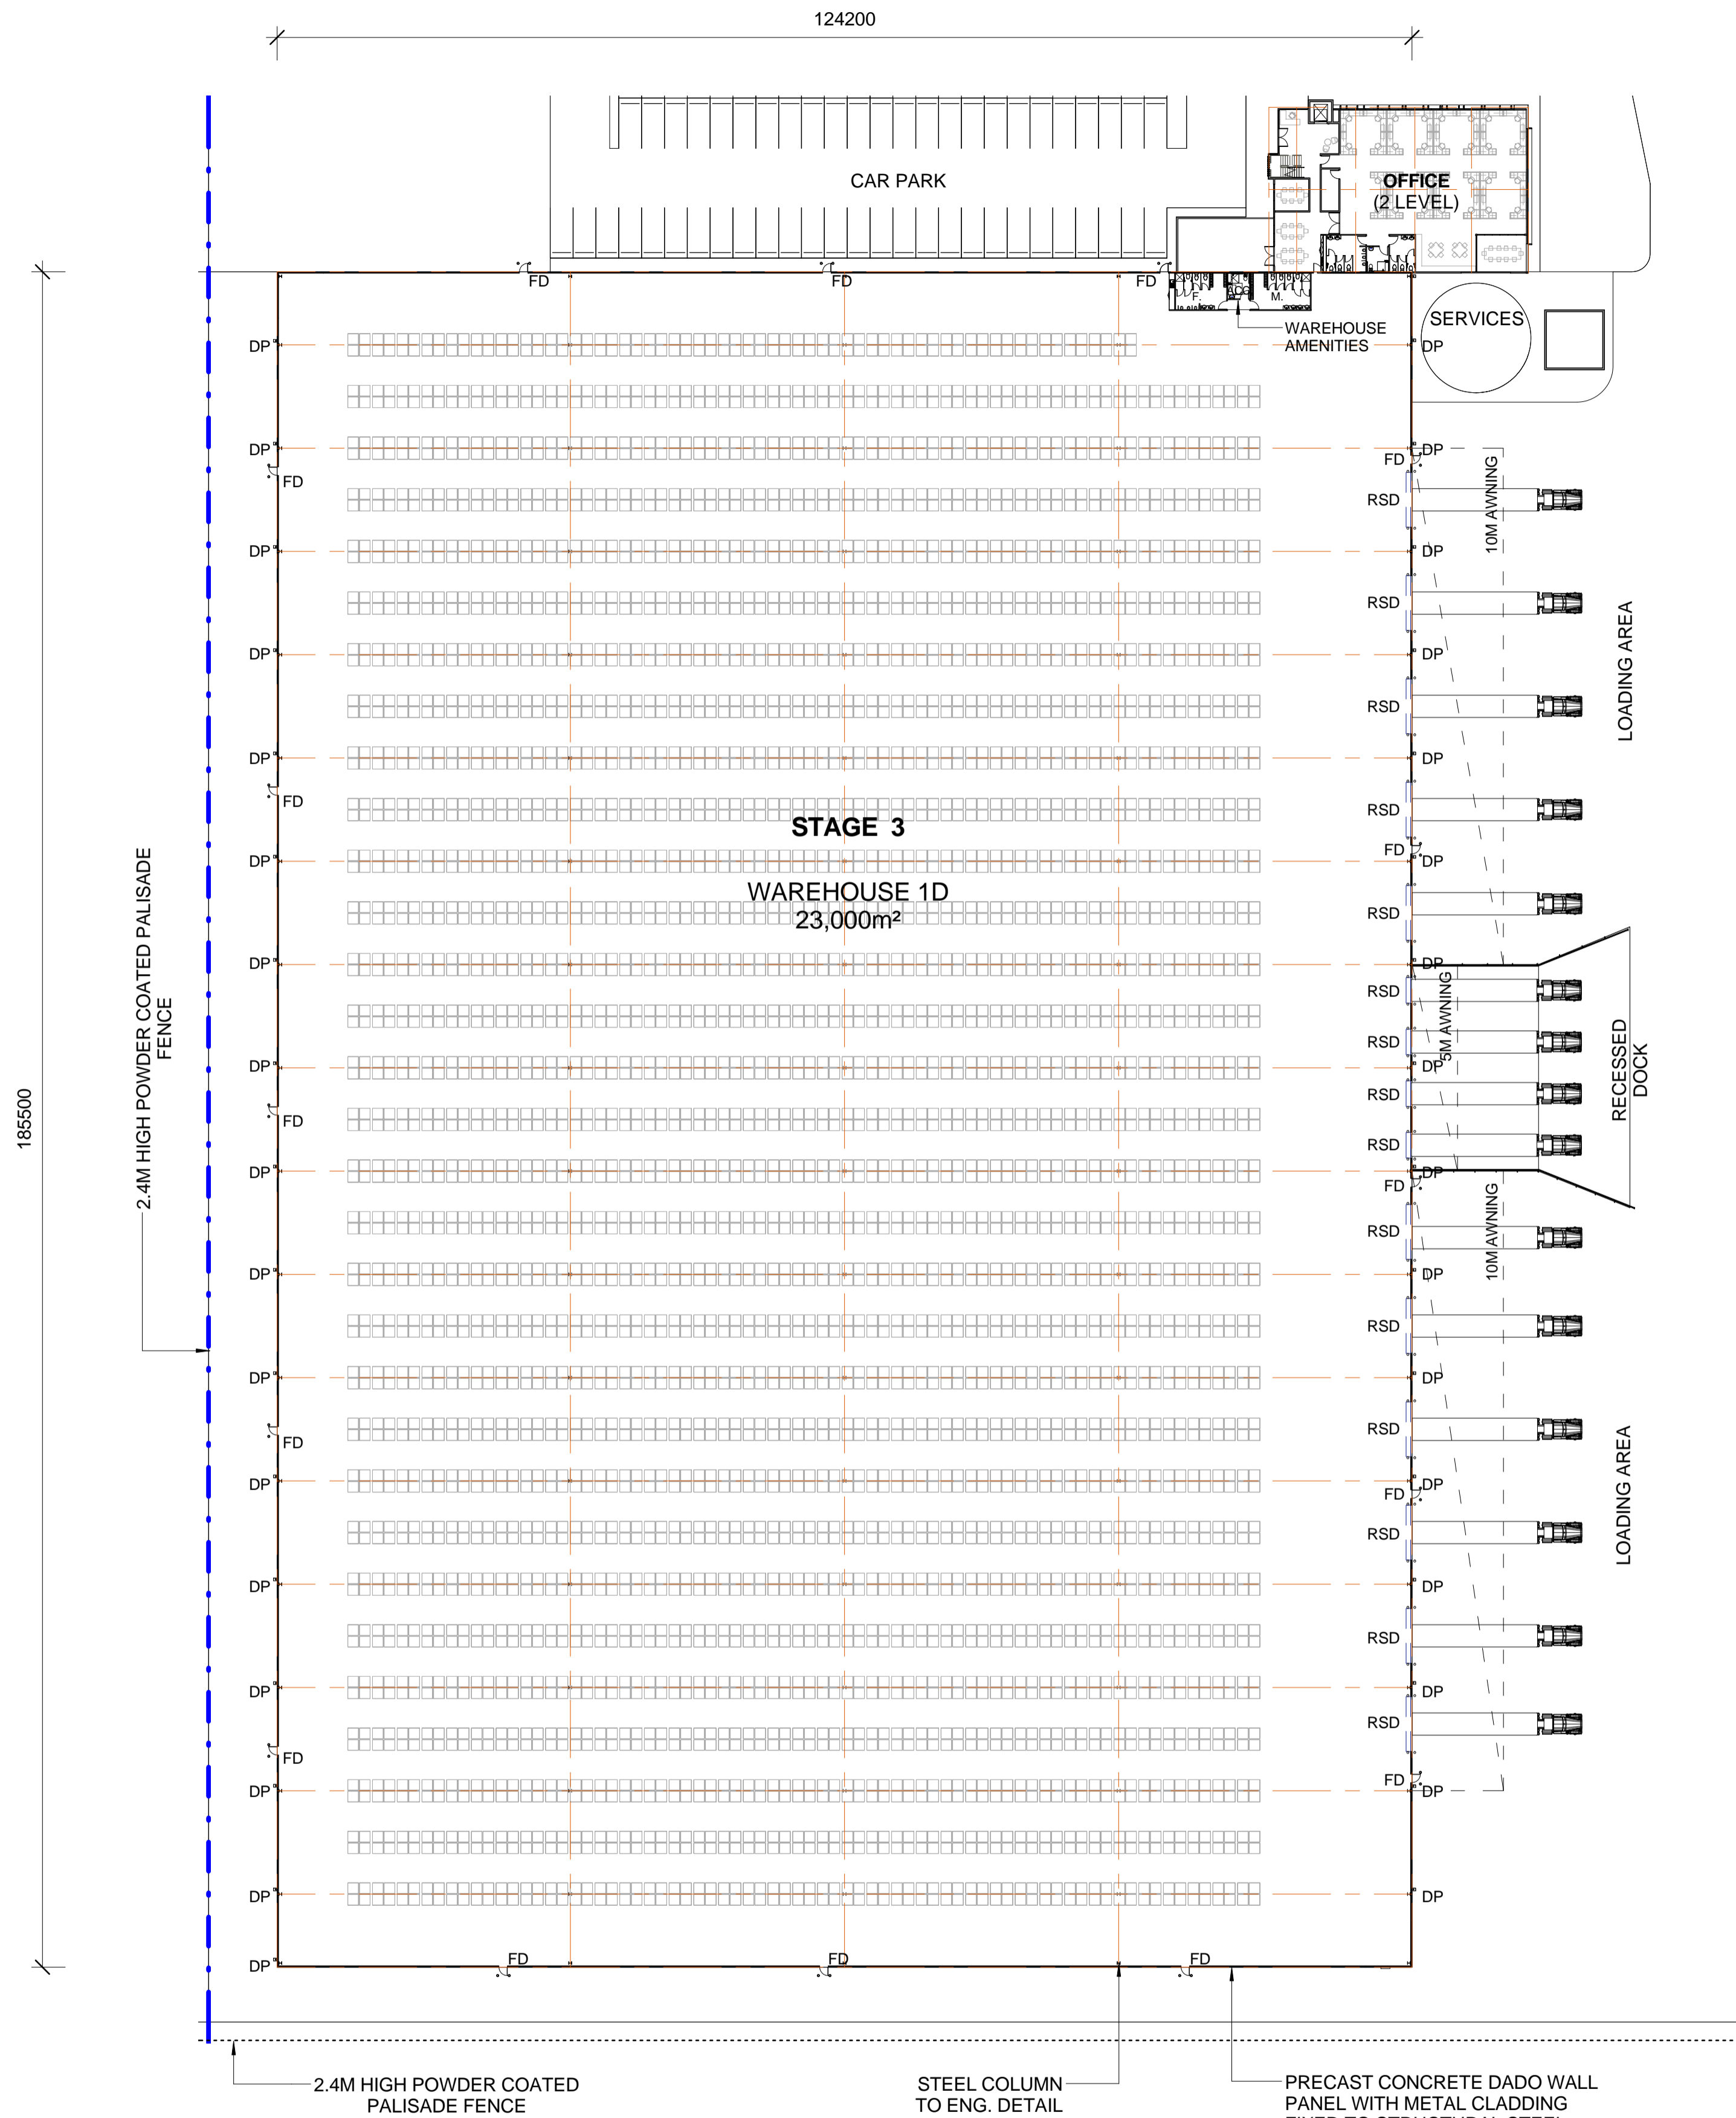 124200
CAR PARK
OFFICE
(2 LEVEL)
FD
FD
FD
F.
ACC
M.
WAREHOUSE
AMENITIES
SERVICES
DP
DP
DP
DP
FD
FD
RSD
10M AWNING
DP
DP
RSD
LOADING AREA
DP
DP
RSD
DP
DP
FD
RSD
STAGE 3
FD
DP
DP
WAREHOUSE 1D
23,000m²
RSD
2.4M HIGH POWDER COATED PALISADE
FENCE
DP
DP
RSD
5M AWNING
RSD
DP
DP
RECESSED
DOCK
185500
RSD
FD
RSD
DP
DP
FD
10M AWNING
RSD
DP
DP
RSD
DP
DP
RSD
FD
LOADING AREA
DP
DP
FD
RSD
DP
DP
RSD
DP
DP
RSD
FD
FD
DP
DP
DP
DP
FD
FD
FD
DP
2.4M HIGH POWDER COATED
PALISADE FENCE
STEEL COLUMN
TO ENG. DETAIL
PRECAST CONCRETE DADO WALL
PANEL WITH METAL CLADDING